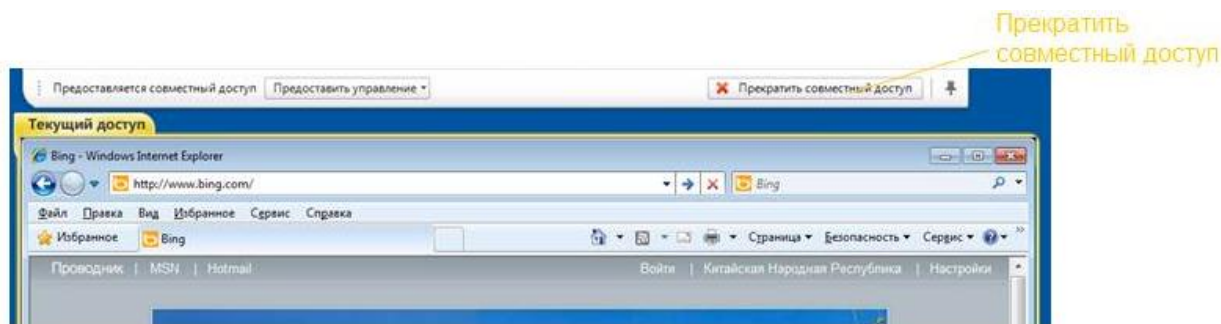 Прекратить
совместный доступ
Предоставляется совместный доступ Предоставить управление Прекратить совместный доступ
Текущий доступ
Bing - Windows Internet Explorer
http://www.bing.com/ Bing
Файл Правка Вид Избранное Сервис Справка
Избранное Bing Страница Безопасность Сервис
Проводник | MSN | Hotmail Войти | Китайская Народная Республика | Настройки